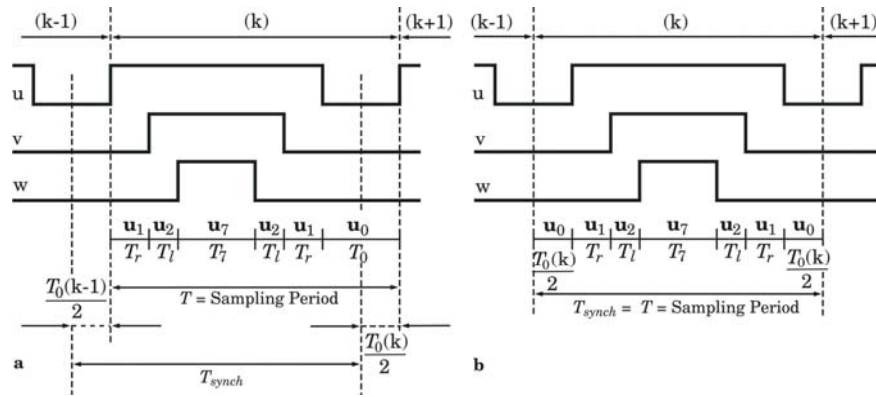 (k-1) (k) (k+1)
u
v
w
u₁ u₂ u₇ u₂ u₁ u₀
Tᵣ Tₗ T₇ Tₗ Tᵣ T₀
T₀(k-1)
2
T = Sampling Period
T₀(k)
2
a
Tsynch
(k-1) (k) (k+1)
u
v
w
u₀ u₁ u₂ u₇ u₂ u₁ u₀
Tᵣ Tₗ T₇ Tₗ Tᵣ
T₀(k)
2
T₀(k)
2
Tsynch = T = Sampling Period
b